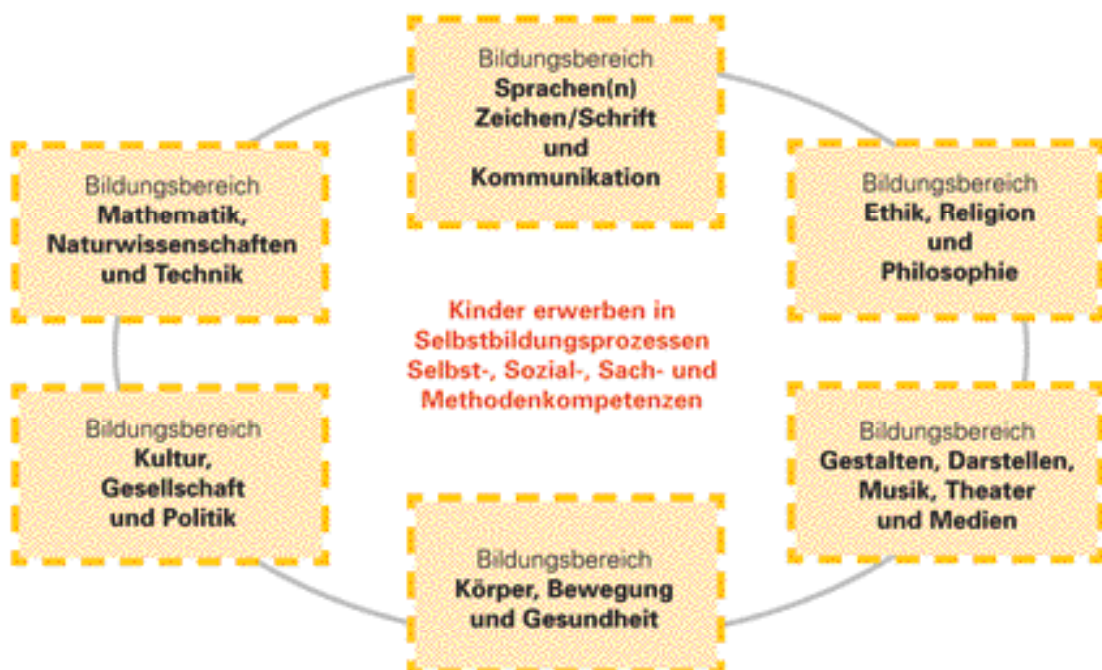 Bildungsbereich
Sprachen(n)
Zeichen/Schrift
und
Kommunikation
Bildungsbereich
Mathematik,
Naturwissenschaften
und Technik
Bildungsbereich
Ethik, Religion
und
Philosophie
Kinder erwerben in
Selbstbildungsprozessen
Selbst-, Sozial-, Sach- und
Methodenkompetenzen
Bildungsbereich
Kultur,
Gesellschaft
und Politik
Bildungsbereich
Gestalten, Darstellen,
Musik, Theater
und Medien
Bildungsbereich
Körper, Bewegung
und Gesundheit